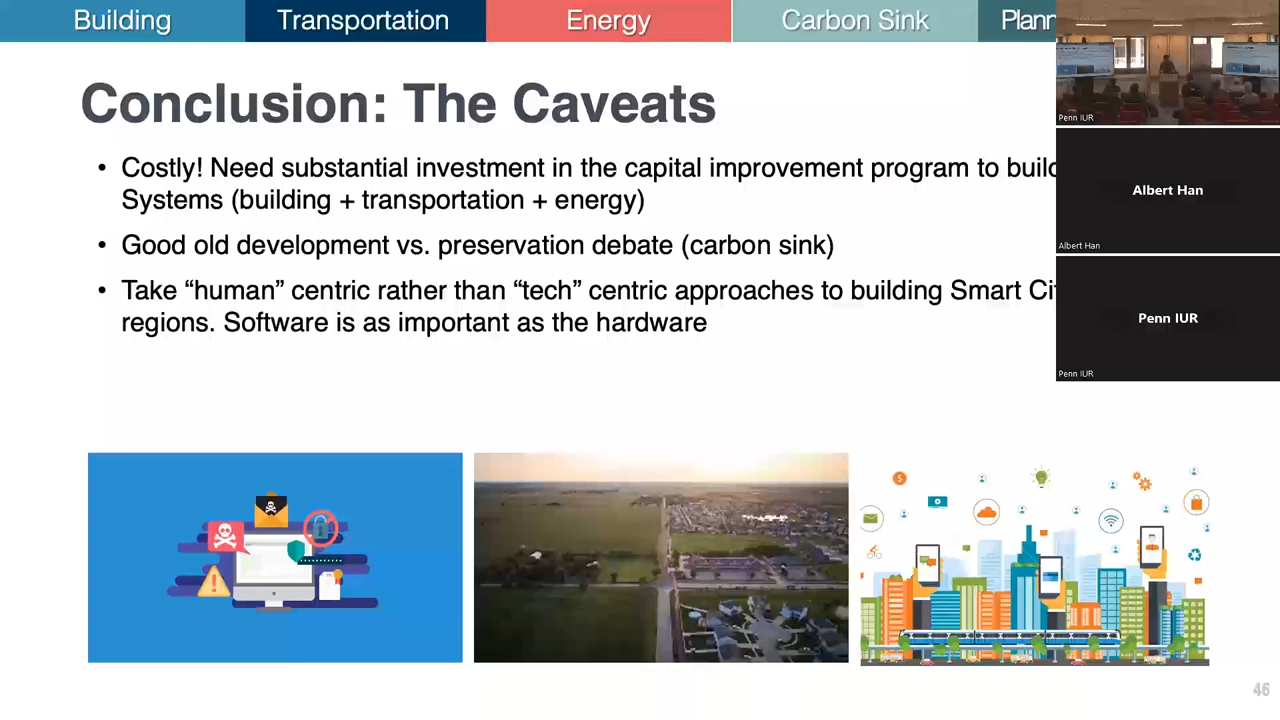 Building
Transportation
Energy
Carbon Sink
Conclusion: The Caveats
• Costly! Need substantial investment in the capital improvement program to
Systems (building + transportation + energy)
• Good old development vs. preservation debate (carbon sink)
• Take “human” centric rather than “tech” centric approaches to building Smart
regions. Software is as important as the hardware
Penn IUR
Albert Han
Albert Han
Penn IUR
Penn IUR
46